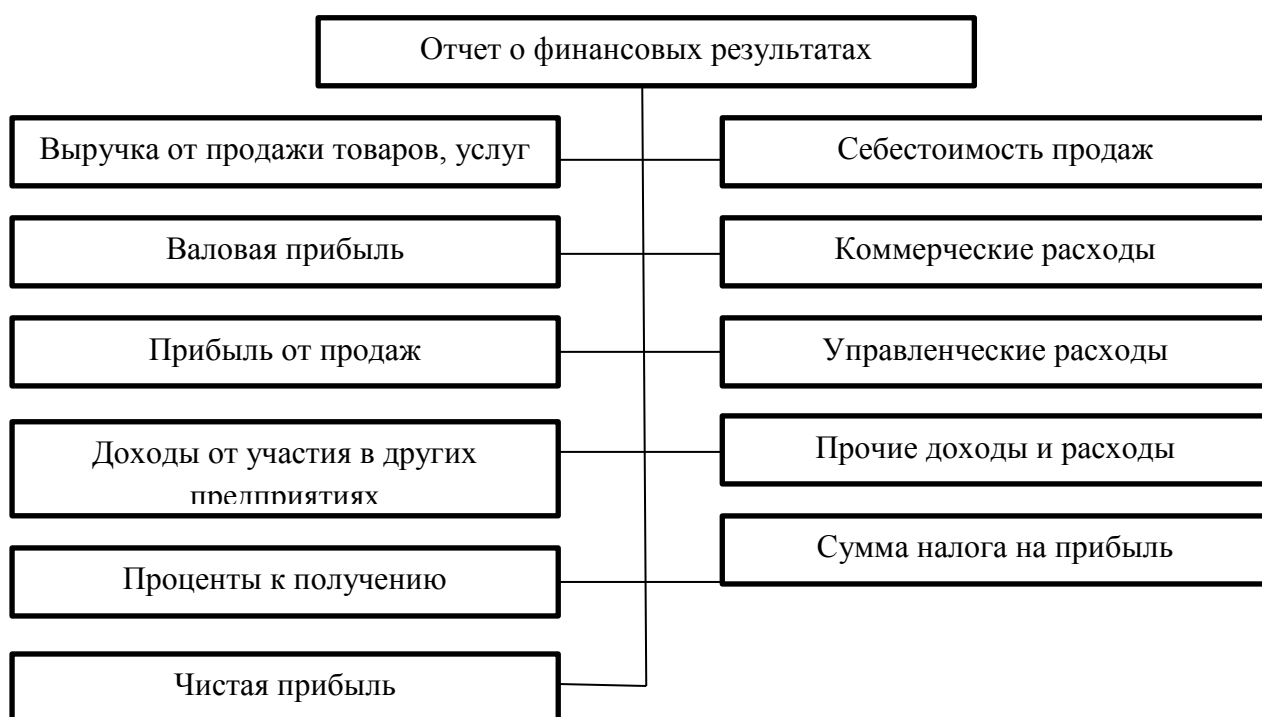 Отчет о финансовых результатах
Выручка от продажи товаров, услуг
Себестоимость продаж
Валовая прибыль
Коммерческие расходы
Прибыль от продаж
Управленческие расходы
Доходы от участия в других
предприятиях
Прочие доходы и расходы
Проценты к получению
Сумма налога на прибыль
Чистая прибыль